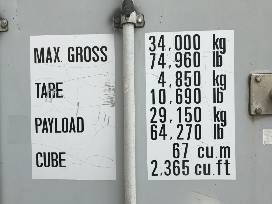 MAX. GROSS 34,000 kg
74,960 lb
TARE 4,850 kg
10,690 lb
PAYLOAD 29,150 kg
64,270 lb
CUBE 67 cu.m
2,365 cu.ft